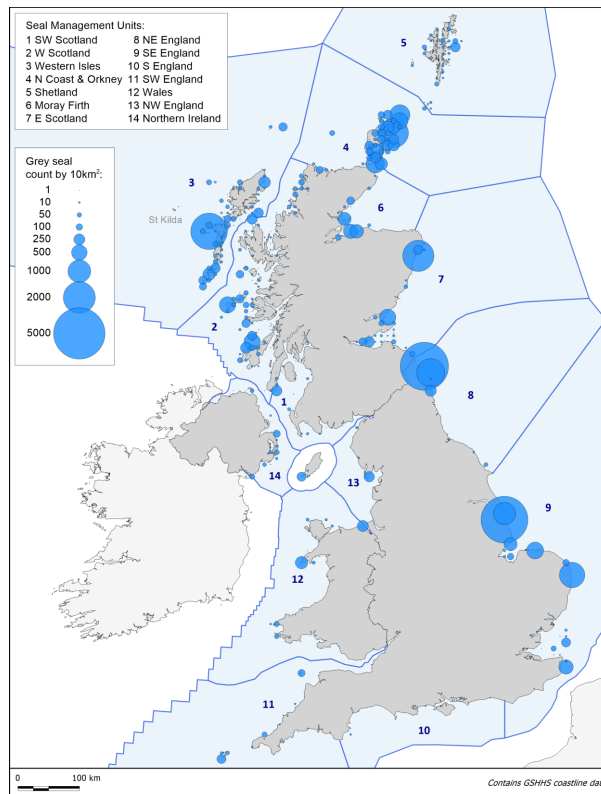 Seal Management Units:
1 SW Scotland 8 NE England
2 W Scotland 9 SE England
3 Western Isles 10 S England
4 N Coast & Orkney 11 SW England
5 Shetland 12 Wales
6 Moray Firth 13 NW England
7 E Scotland 14 Northern Ireland
5
4
Grey seal
count by 10km²:
1
10
50
100
250
500
1000
2000
5000
3
St Kilda
6
7
2
1
8
14
13
9
12
11
10
0 100 km
Contains GSHHS coastline dat